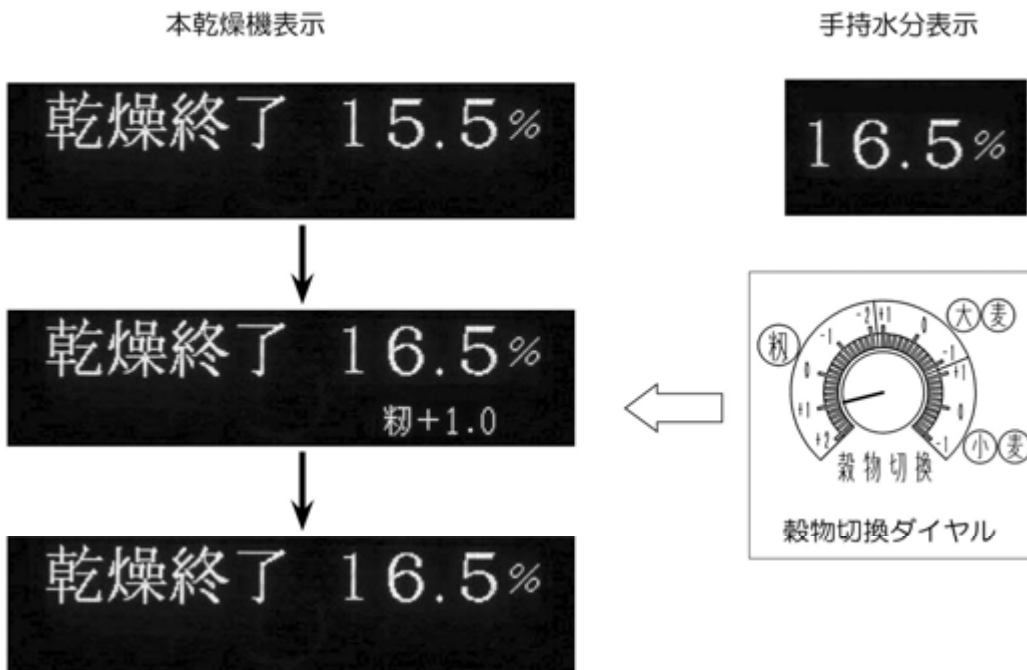 本乾燥機表示
手持水分表示
乾燥終了 15.5%
16.5%
乾燥終了 16.5%
籾+1.0
乾燥終了 16.5%
籾
大麦
小麦
+2
+1
0
-1
-2
+1
0
-1
+1
0
-1
穀物切換
穀物切換ダイヤル